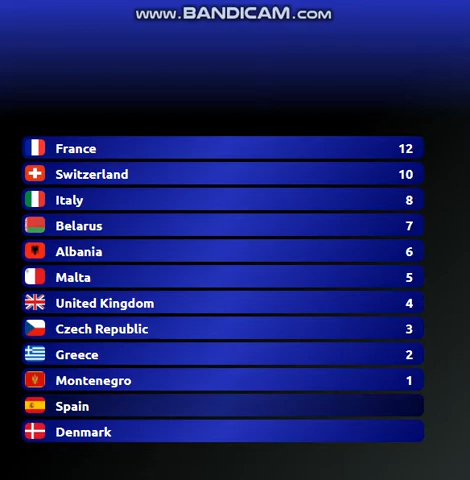 www.BANDICAM.com
France 12
Switzerland 10
Italy 8
Belarus 7
Albania 6
Malta 5
United Kingdom 4
Czech Republic 3
Greece 2
Montenegro 1
Spain
Denmark